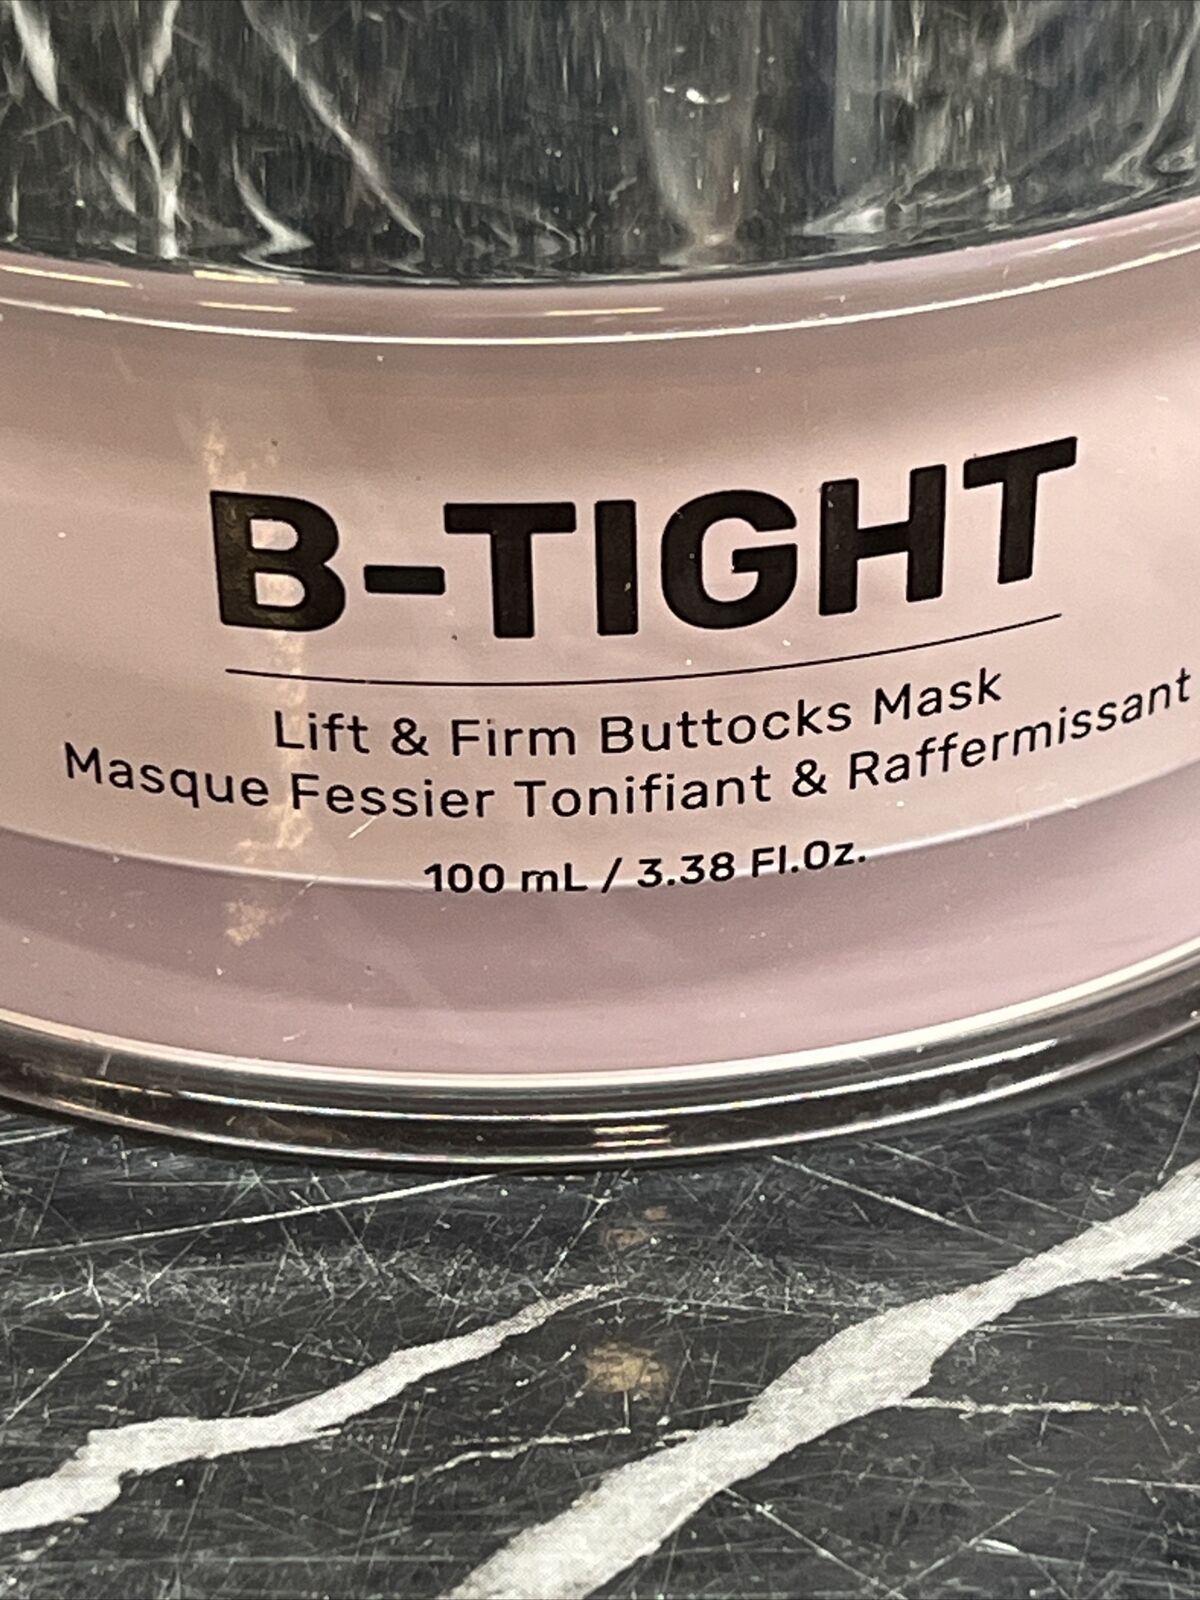 B-TIGHT
Lift & Firm Buttocks Mask
Masque Fessier Tonifiant & Raffermissant
100 mL / 3.38 Fl.Oz.